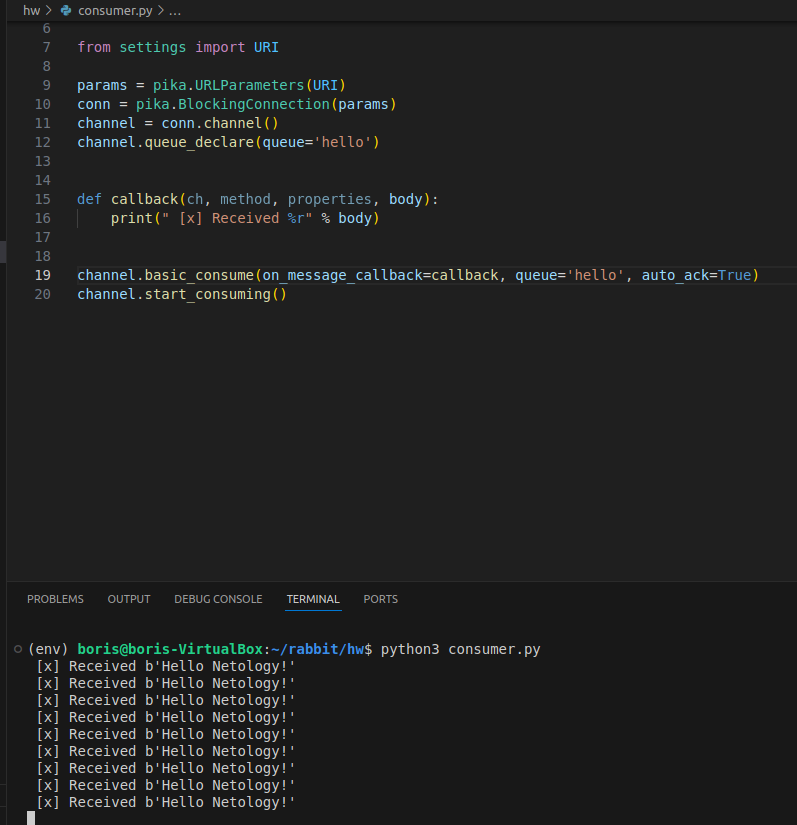 hw > consumer.py > ...
6
7 from settings import URI
8
9 params = pika.URLParameters(URI)
10 conn = pika.BlockingConnection(params)
11 channel = conn.channel()
12 channel.queue_declare(queue='hello')
13
14
15 def callback(ch, method, properties, body):
16     print(" [x] Received %r" % body)
17
18
19 channel.basic_consume(on_message_callback=callback, queue='hello', auto_ack=True)
20 channel.start_consuming()
PROBLEMS OUTPUT DEBUG CONSOLE TERMINAL PORTS
(env) boris@boris-VirtualBox:~/rabbit/hw$ python3 consumer.py
 [x] Received b'Hello Netology!'
 [x] Received b'Hello Netology!'
 [x] Received b'Hello Netology!'
 [x] Received b'Hello Netology!'
 [x] Received b'Hello Netology!'
 [x] Received b'Hello Netology!'
 [x] Received b'Hello Netology!'
 [x] Received b'Hello Netology!'
 [x] Received b'Hello Netology!'